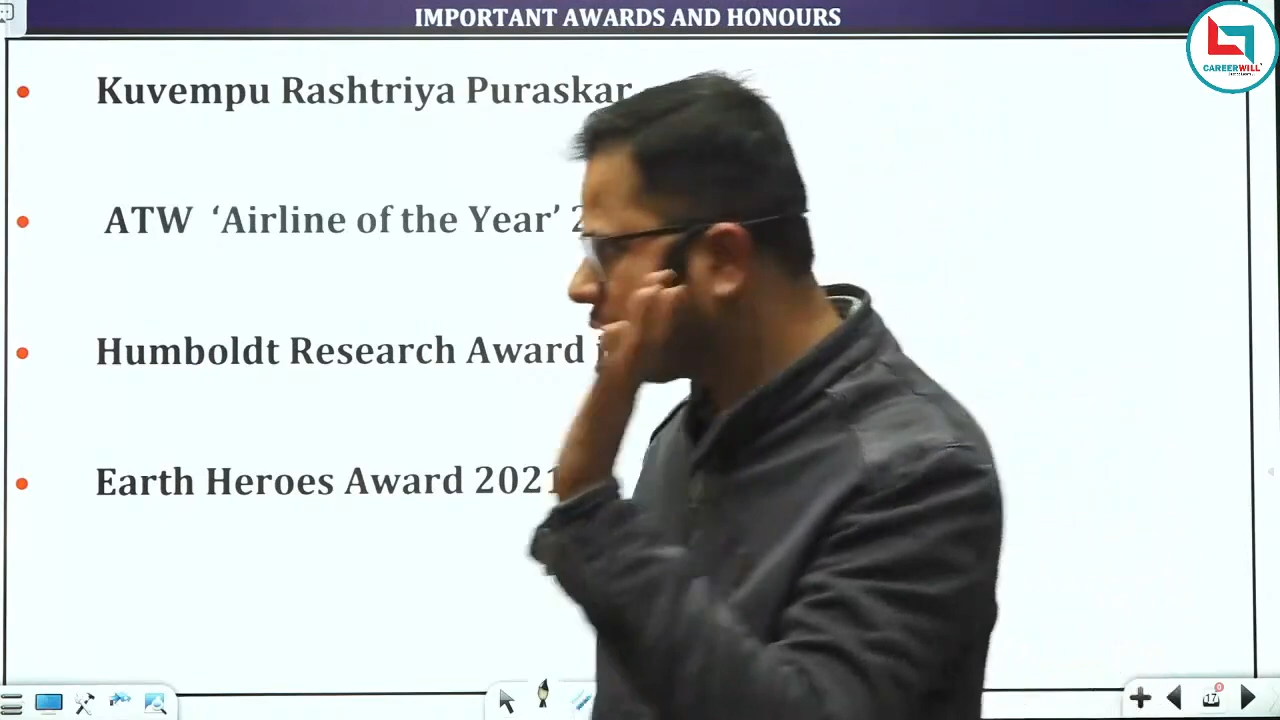 IMPORTANT AWARDS AND HONOURS
CAREERWILL
Kuvempu Rashtriya Puraskar
ATW ‘Airline of the Year’
Humboldt Research Award
Earth Heroes Award 2021
17